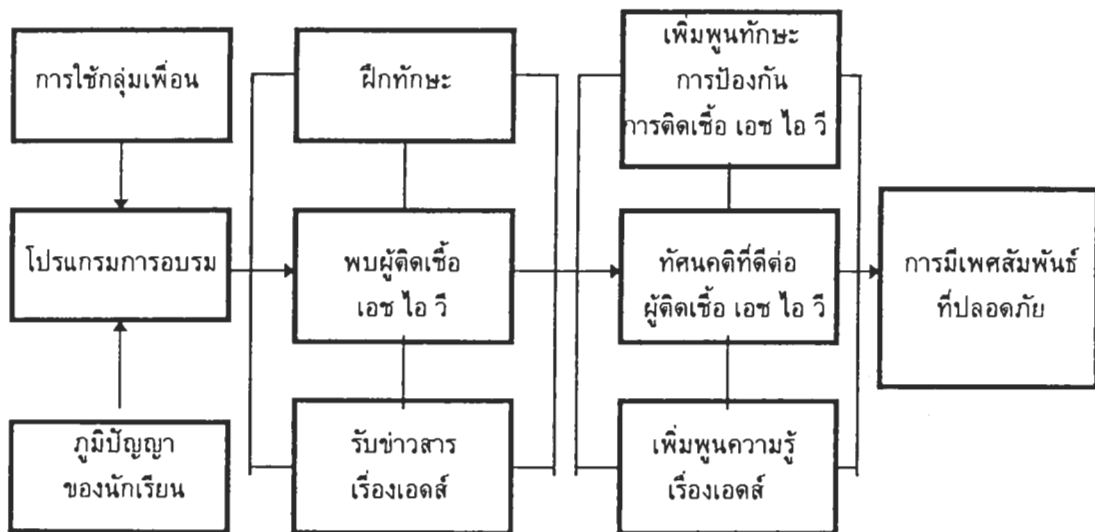 การใช้กลุ่มเพื่อน
โปรแกรมการอบรม
ภูมิปัญญา
ของนักเรียน
ฝึกทักษะ
พบผู้ติดเชื้อ
เอช ไอ วี
รับข่าวสาร
เรื่องเอดส์
เพิ่มพูนทักษะ
การป้องกัน
การติดเชื้อ เอช ไอ วี
ทัศนคติที่ดีต่อ
ผู้ติดเชื้อ เอช ไอ วี
เพิ่มพูนความรู้
เรื่องเอดส์
การมีเพศสัมพันธ์
ที่ปลอดภัย